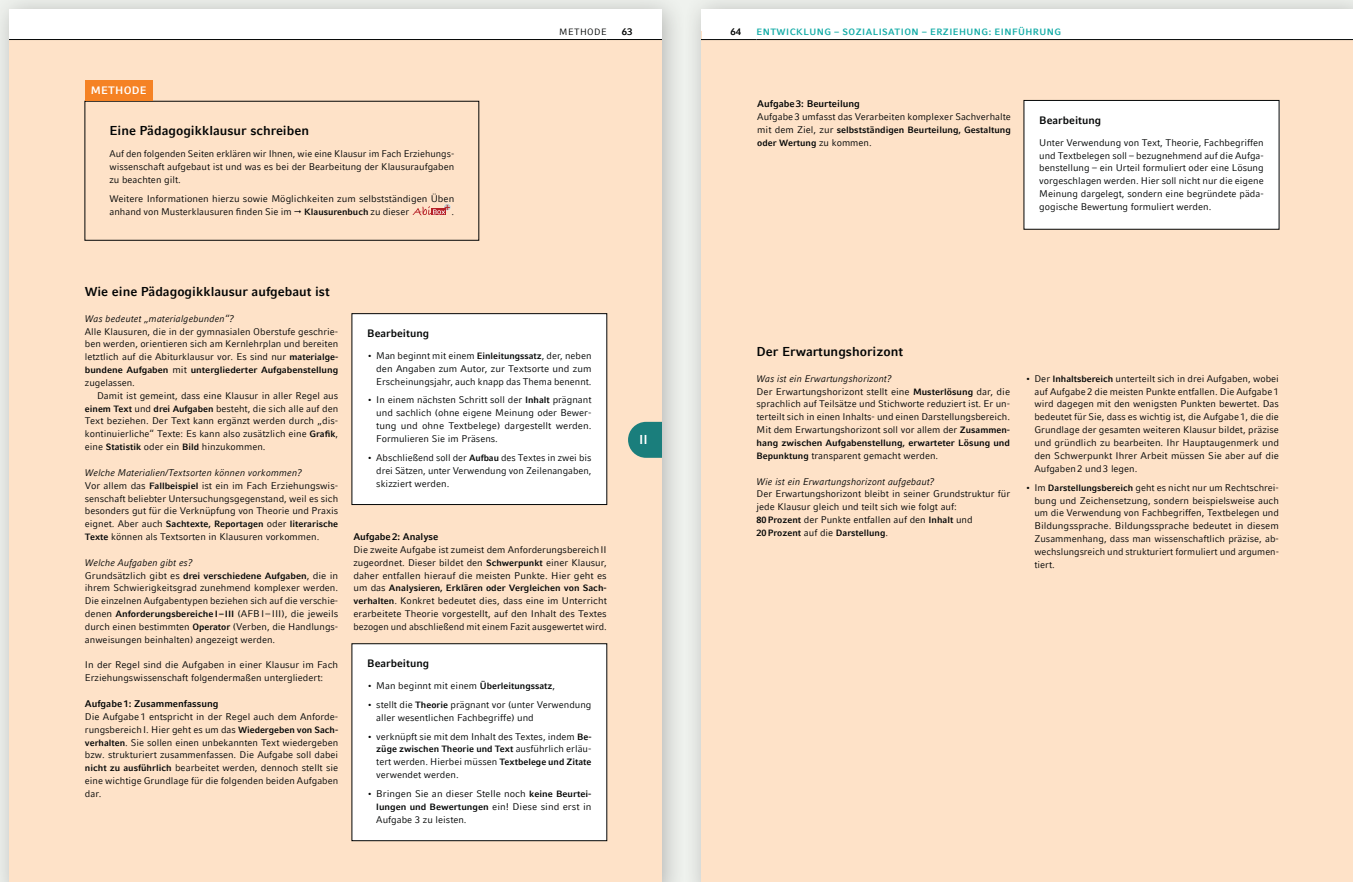 METHODE 63
METHODE
Eine Pädagogikklausur schreiben
Auf den folgenden Seiten erklären wir Ihnen, wie eine Klausur im Fach Erziehungs-
wissenschaft aufgebaut ist und was es bei der Bearbeitung der Klausuraufgaben
zu beachten gilt.
Weitere Informationen hierzu sowie Möglichkeiten zum selbstständigen Üben
anhand von Musterklausuren finden Sie im → Klausurenbuch zu dieser Abibox+.
Wie eine Pädagogikklausur aufgebaut ist
Was bedeutet „materialgebunden“?
Alle Klausuren, die in der gymnasialen Oberstufe geschrie-
ben werden, orientieren sich am Kernlehrplan und bereiten
letztlich auf die Abiturklausur vor. Es sind nur materialge-
bundene Aufgaben mit untergliederter Aufgabenstellung
zugelassen.
Damit ist gemeint, dass eine Klausur in aller Regel aus
einem Text und drei Aufgaben besteht, die sich alle auf den
Text beziehen. Der Text kann ergänzt werden durch „dis-
kontinuierliche“ Texte: Es kann also zusätzlich eine Grafik,
eine Statistik oder ein Bild hinzukommen.
Welche Materialien/Textsorten können vorkommen?
Vor allem das Fallbeispiel ist ein im Fach Erziehungswis-
senschaft beliebter Untersuchungsgegenstand, weil es sich
besonders gut für die Verknüpfung von Theorie und Praxis
eignet. Aber auch Sachtexte, Reportagen oder literarische
Texte können als Textsorten in Klausuren vorkommen.
Welche Aufgaben gibt es?
Grundsätzlich gibt es drei verschiedene Aufgaben, die in
ihrem Schwierigkeitsgrad zunehmend komplexer werden.
Die einzelnen Aufgabentypen beziehen sich auf die verschie-
denen Anforderungsbereiche I–III (AFB I–III), die jeweils
durch einen bestimmten Operator (Verben, die Handlungs-
anweisungen beinhalten) angezeigt werden.
In der Regel sind die Aufgaben in einer Klausur im Fach
Erziehungswissenschaft folgendermaßen untergliedert:
Aufgabe 1: Zusammenfassung
Die Aufgabe 1 entspricht in der Regel auch dem Anforde-
rungsbereich I. Hier geht es um das Wiedergeben von Sach-
verhalten. Sie sollen einen unbekannten Text wiedergeben
bzw. strukturiert zusammenfassen. Die Aufgabe soll dabei
nicht zu ausführlich bearbeitet werden, dennoch stellt sie
eine wichtige Grundlage für die folgenden beiden Aufgaben
dar.
Bearbeitung
• Man beginnt mit einem Einleitungssatz, der, neben
den Angaben zum Autor, zur Textsorte und zum
Erscheinungsjahr, auch knapp das Thema benennt.
• In einem nächsten Schritt soll der Inhalt prägnant
und sachlich (ohne eigene Meinung oder Bewer-
tung und ohne Textbelege) dargestellt werden.
Formulieren Sie im Präsens.
• Abschließend soll der Aufbau des Textes in zwei bis
drei Sätzen, unter Verwendung von Zeilenangaben,
skizziert werden.
II
Aufgabe 2: Analyse
Die zweite Aufgabe ist zumeist dem Anforderungsbereich II
zugeordnet. Dieser bildet den Schwerpunkt einer Klausur,
daher entfallen hierauf die meisten Punkte. Hier geht es
um das Analysieren, Erklären oder Vergleichen von Sach-
verhalten. Konkret bedeutet dies, dass eine im Unterricht
erarbeitete Theorie vorgestellt, auf den Inhalt des Textes
bezogen und abschließend mit einem Fazit ausgewertet wird.
Bearbeitung
• Man beginnt mit einem Überleitungssatz,
• stellt die Theorie prägnant vor (unter Verwendung
aller wesentlichen Fachbegriffe) und
• verknüpft sie mit dem Inhalt des Textes, indem Be-
züge zwischen Theorie und Text ausführlich erläu-
tert werden. Hierbei müssen Textbelege und Zitate
verwendet werden.
• Bringen Sie an dieser Stelle noch keine Beurtei-
lungen und Bewertungen ein! Diese sind erst in
Aufgabe 3 zu leisten.
64 ENTWICKLUNG – SOZIALISATION – ERZIEHUNG: EINFÜHRUNG
Aufgabe 3: Beurteilung
Aufgabe 3 umfasst das Verarbeiten komplexer Sachverhalte
mit dem Ziel, zur selbstständigen Beurteilung, Gestaltung
oder Wertung zu kommen.
Bearbeitung
Unter Verwendung von Text, Theorie, Fachbegriffen
und Textbelegen soll – bezugnehmend auf die Aufga-
benstellung – ein Urteil formuliert oder eine Lösung
vorgeschlagen werden. Hier soll nicht nur die eigene
Meinung dargelegt, sondern eine begründete päda-
gogische Bewertung formuliert werden.
Der Erwartungshorizont
Was ist ein Erwartungshorizont?
Der Erwartungshorizont stellt eine Musterlösung dar, die
sprachlich auf Teilsätze und Stichworte reduziert ist. Er un-
terteilt sich in einen Inhalts- und einen Darstellungsbereich.
Mit dem Erwartungshorizont soll vor allem der Zusammen-
hang zwischen Aufgabenstellung, erwarteter Lösung und
Bepunktung transparent gemacht werden.
Wie ist ein Erwartungshorizont aufgebaut?
Der Erwartungshorizont bleibt in seiner Grundstruktur für
jede Klausur gleich und teilt sich wie folgt auf:
80 Prozent der Punkte entfallen auf den Inhalt und
20 Prozent auf die Darstellung.
• Der Inhaltsbereich unterteilt sich in drei Aufgaben, wobei
auf Aufgabe 2 die meisten Punkte entfallen. Die Aufgabe 1
wird dagegen mit den wenigsten Punkten bewertet. Das
bedeutet für Sie, dass es wichtig ist, die Aufgabe 1, die die
Grundlage der gesamten weiteren Klausur bildet, präzise
und gründlich zu bearbeiten. Ihr Hauptaugenmerk und
den Schwerpunkt Ihrer Arbeit müssen Sie aber auf die
Aufgaben 2 und 3 legen.
• Im Darstellungsbereich geht es nicht nur um Rechtschrei-
bung und Zeichensetzung, sondern beispielsweise auch
um die Verwendung von Fachbegriffen, Textbelegen und
Bildungssprache. Bildungssprache bedeutet in diesem
Zusammenhang, dass man wissenschaftlich präzise, ab-
wechslungsreich und strukturiert formuliert und argumen-
tiert.